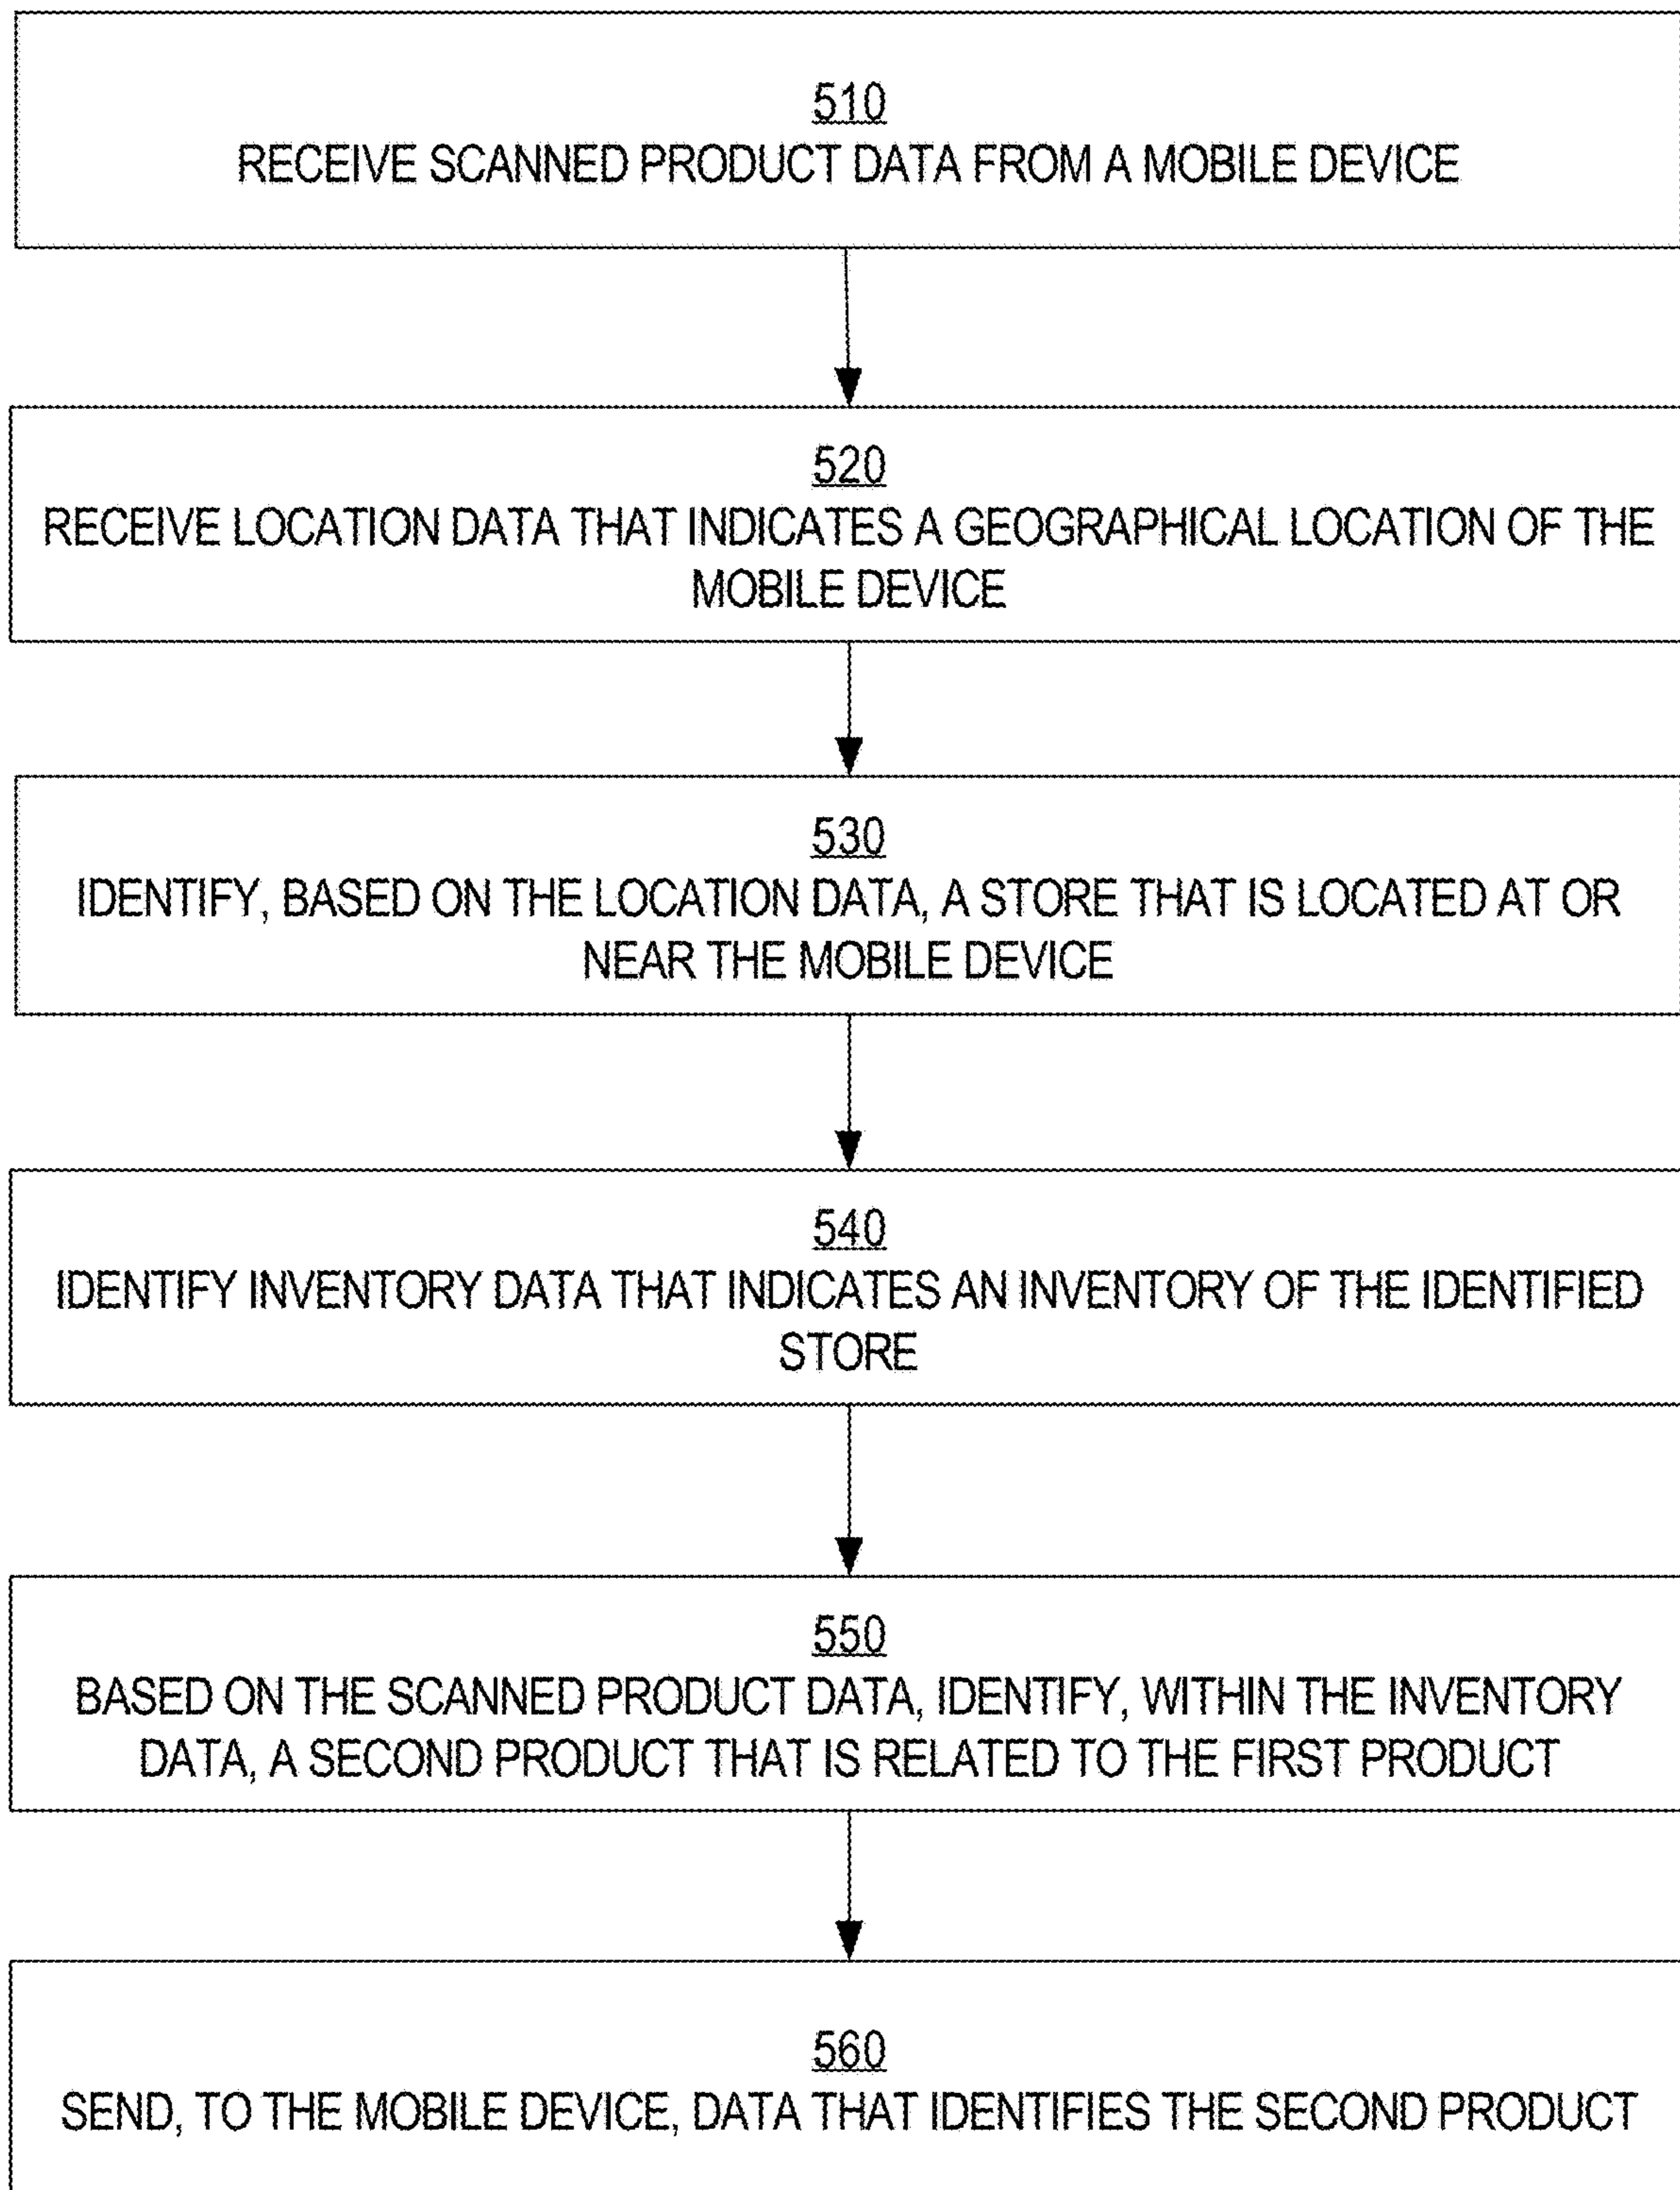 510
RECEIVE SCANNED PRODUCT DATA FROM A MOBILE DEVICE
520
RECEIVE LOCATION DATA THAT INDICATES A GEOGRAPHICAL LOCATION OF THE
MOBILE DEVICE
530
IDENTIFY, BASED ON THE LOCATION DATA, A STORE THAT IS LOCATED AT OR
NEAR THE MOBILE DEVICE
540
IDENTIFY INVENTORY DATA THAT INDICATES AN INVENTORY OF THE IDENTIFIED
STORE
550
BASED ON THE SCANNED PRODUCT DATA, IDENTIFY, WITHIN THE INVENTORY
DATA, A SECOND PRODUCT THAT IS RELATED TO THE FIRST PRODUCT
560
SEND, TO THE MOBILE DEVICE, DATA THAT IDENTIFIES THE SECOND PRODUCT